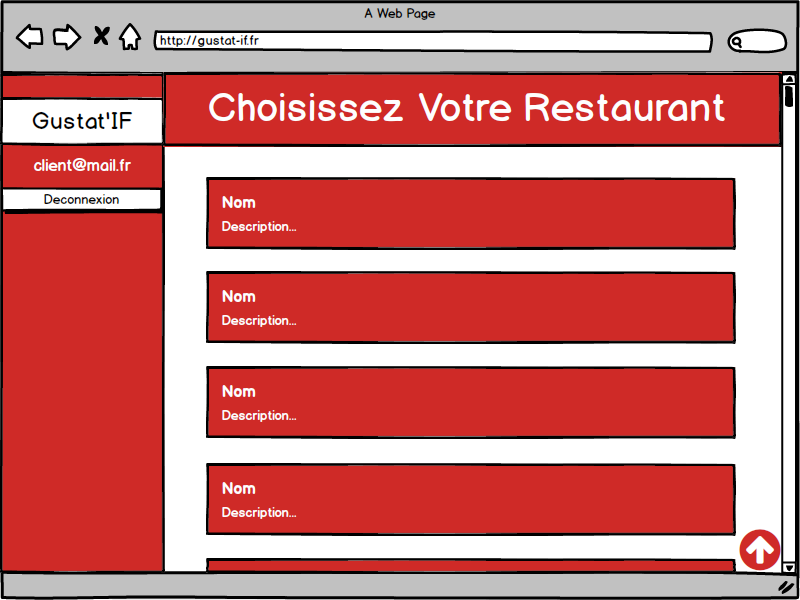 A Web Page
http://gustat-if.fr
Gustat'IF
client@mail.fr
Deconnexion
Choisissez Votre Restaurant
Nom
Description...
Nom
Description...
Nom
Description...
Nom
Description...